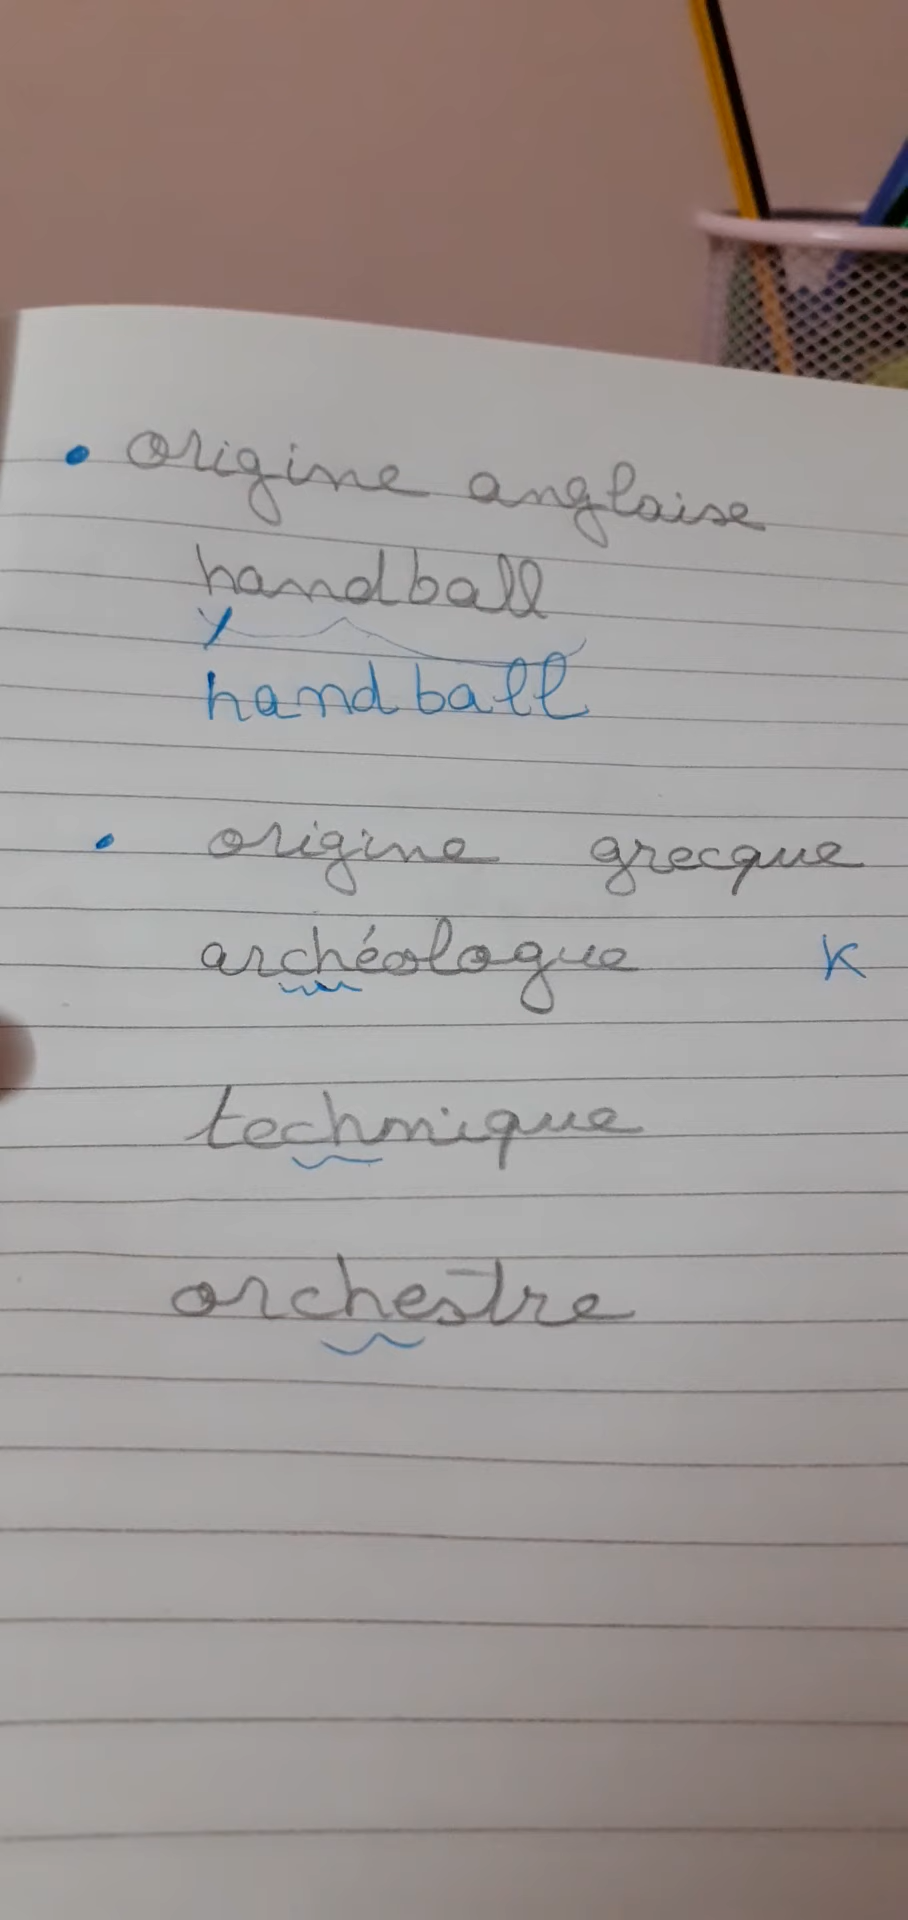 • origine anglaise
handball
handball
• origine grecque
archéologue K
technique
orchestre